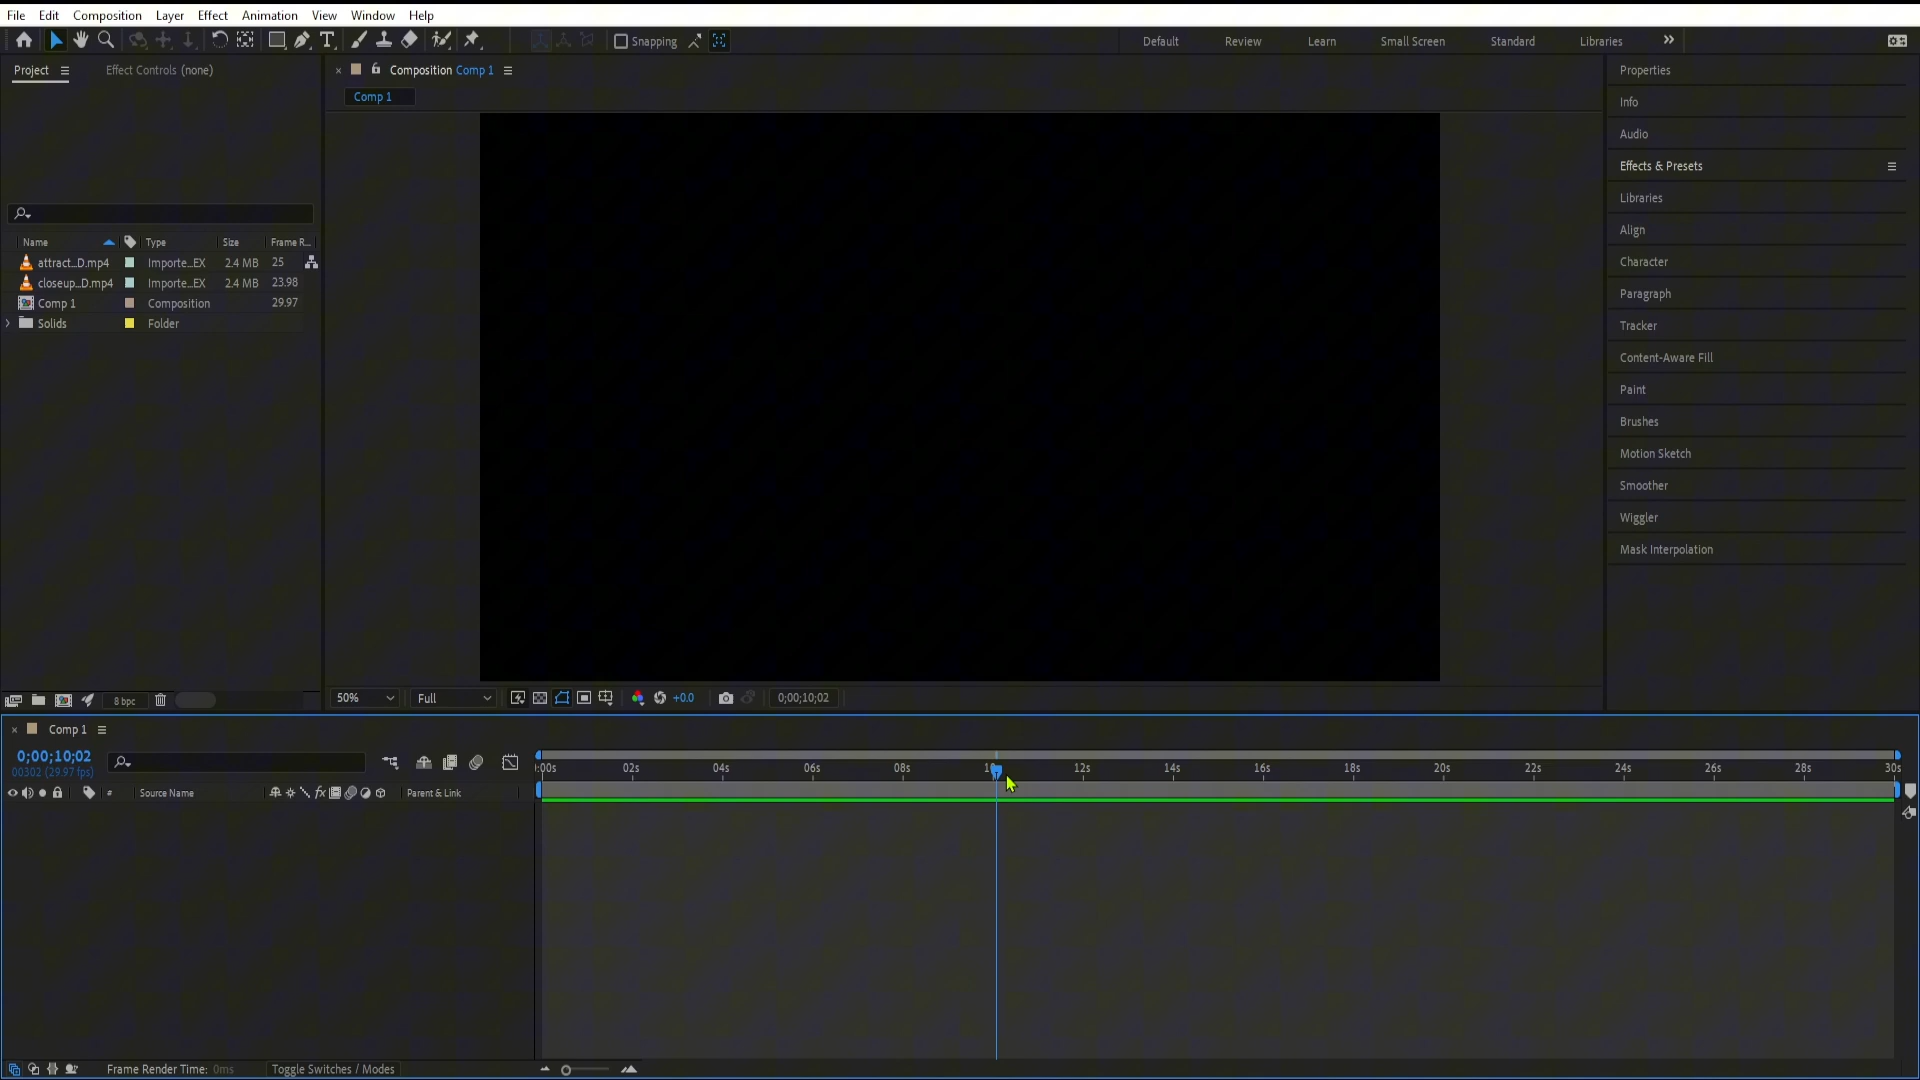 File Edit Composition Layer Effect Animation View Window Help
Snapping Default Review Learn Small Screen Standard Libraries
Project Effect Controls (none)
Composition Comp 1
Comp 1
Name Type Size Frame R...
attract...D.mp4 Importe...EX 2.4 MB 25
closeup...D.mp4 Importe...EX 2.4 MB 23.98
Comp 1 Composition 29.97
Solids Folder
8 bpc
50% Full +0.0 0;00;10;02
Properties
Info
Audio
Effects & Presets
Libraries
Align
Character
Paragraph
Tracker
Content-Aware Fill
Paint
Brushes
Motion Sketch
Smoother
Wiggler
Mask Interpolation
Comp 1
0;00;10;02
00302 (29.97 fps)
:00s 02s 04s 06s 08s 12s 14s 16s 18s 20s 22s 24s 26s 28s 30s
# Source Name fx Parent & Link
Frame Render Time: 0ms Toggle Switches / Modes